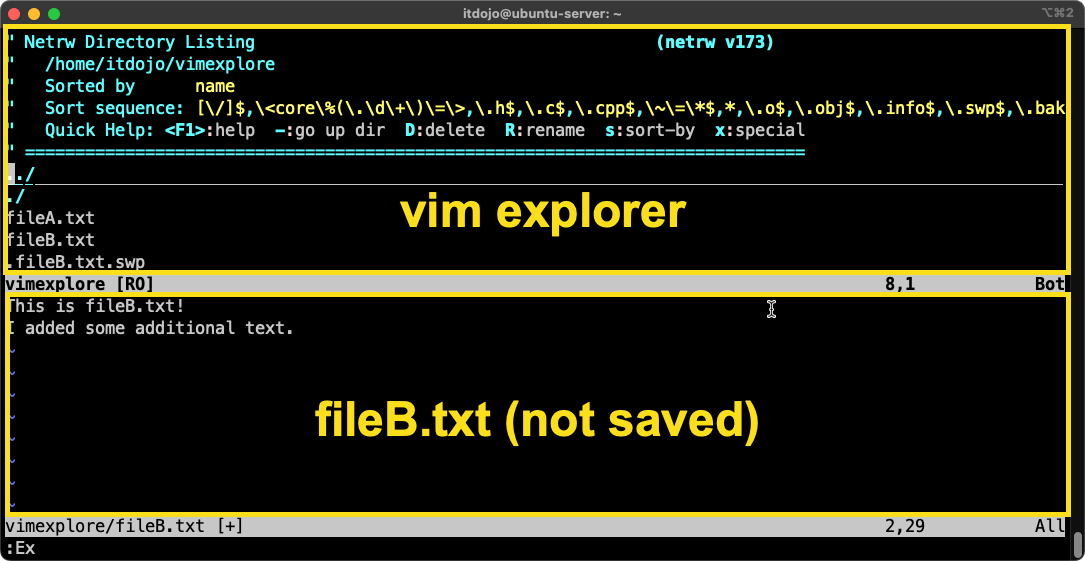 itdojo@ubuntu-server: ~
⌥⌘2
" Netrw Directory Listing (netrw v173)
" /home/itdojo/vimexplore
" Sorted by name
" Sort sequence: [\/]$,\<core\%(\.\d\+\)\=\>,\.h$,\.c$,\.cpp$,\~\=\*$,*,\.o$,\.obj$,\.info$,\.swp$,\.bak
" Quick Help: <F1>:help -:go up dir D:delete R:rename s:sort-by x:special
" ==============================================================================
../
./
fileA.txt
vim explorer
fileB.txt
.fileB.txt.swp
vimexplore [RO] 8,1 Bot
This is fileB.txt!
I added some additional text.
~
~
~
~
fileB.txt (not saved)
~
~
~
~
vimexplore/fileB.txt [+] 2,29 All
:Ex